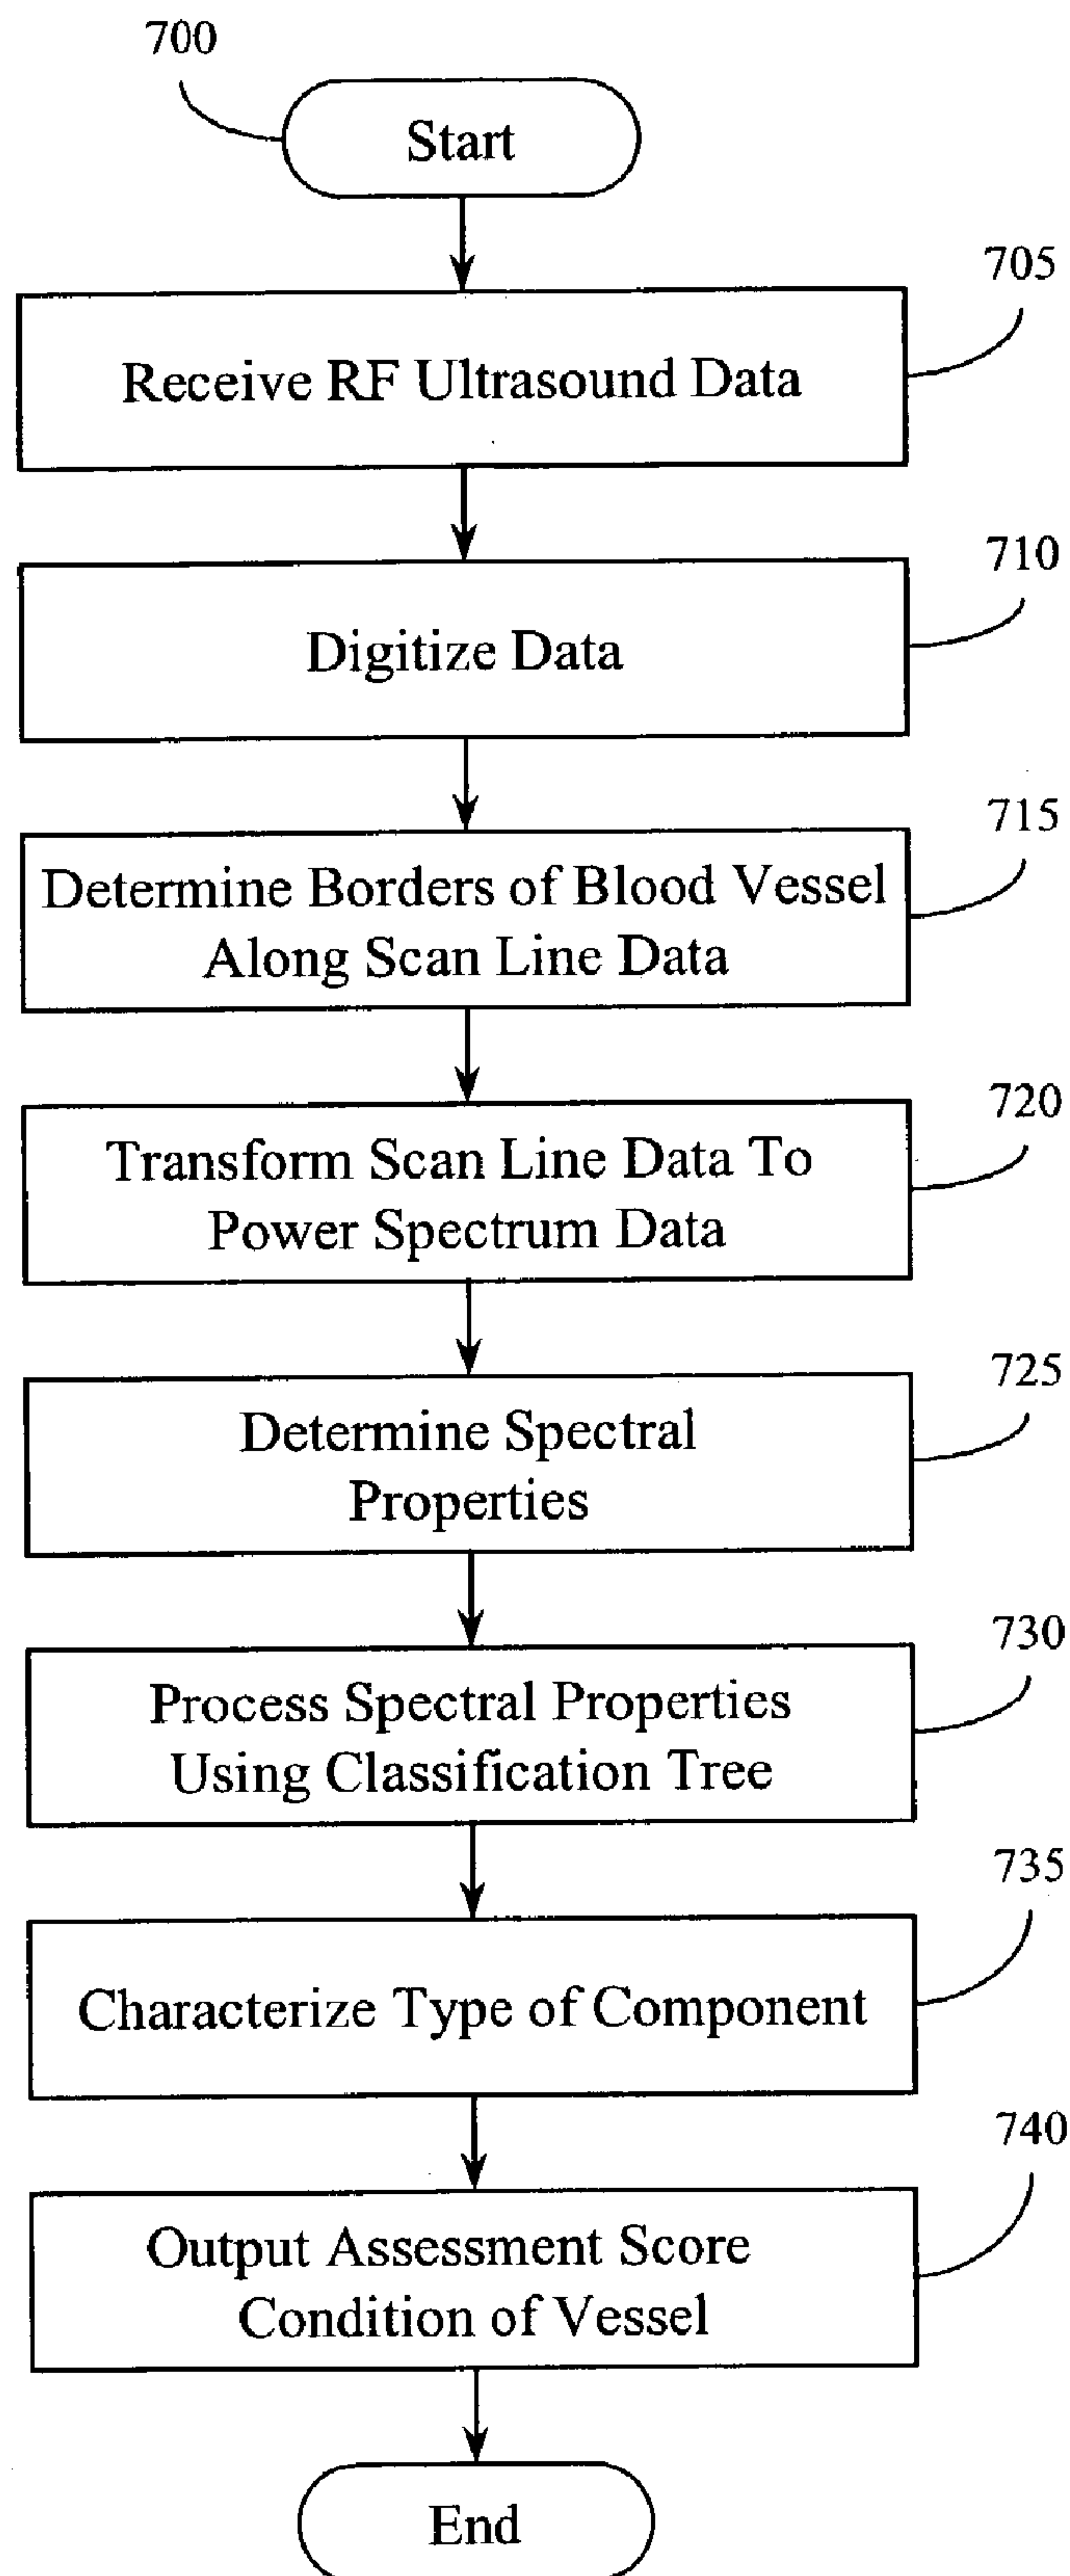 700
Start
705
Receive RF Ultrasound Data
710
Digitize Data
715
Determine Borders of Blood Vessel
Along Scan Line Data
720
Transform Scan Line Data To
Power Spectrum Data
725
Determine Spectral
Properties
730
Process Spectral Properties
Using Classification Tree
735
Characterize Type of Component
740
Output Assessment Score
Condition of Vessel
End